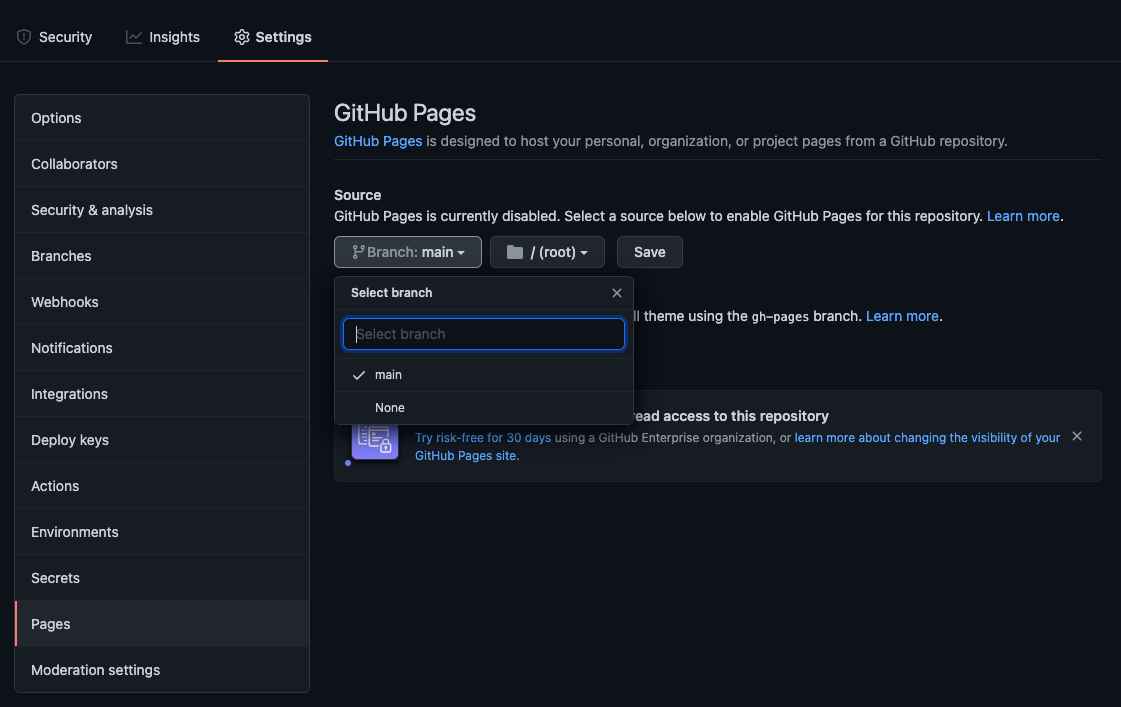 Security
Insights
Settings
Options
Collaborators
Security & analysis
Branches
Webhooks
Notifications
Integrations
Deploy keys
Actions
Environments
Secrets
Pages
Moderation settings
GitHub Pages
GitHub Pages is designed to host your personal, organization, or project pages from a GitHub repository.
Source
GitHub Pages is currently disabled. Select a source below to enable GitHub Pages for this repository. Learn more.
Branch: main
/ (root)
Save
Select branch
Select branch
main
None
theme using the gh-pages branch. Learn more.
access to this repository
Try risk-free for 30 days using a GitHub Enterprise organization, or learn more about changing the visibility of your
GitHub Pages site.